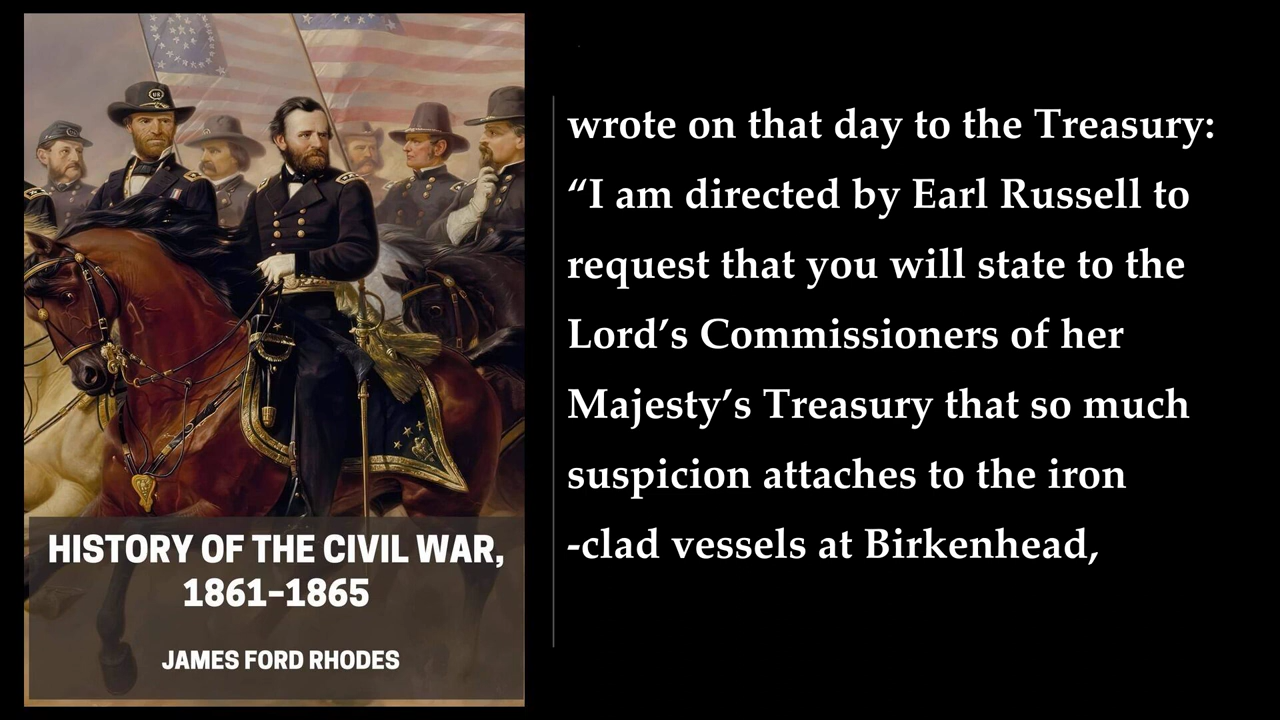 HISTORY OF THE CIVIL WAR,
1861–1865
JAMES FORD RHODES
wrote on that day to the Treasury:
“I am directed by Earl Russell to
request that you will state to the
Lord’s Commissioners of her
Majesty’s Treasury that so much
suspicion attaches to the iron
-clad vessels at Birkenhead,